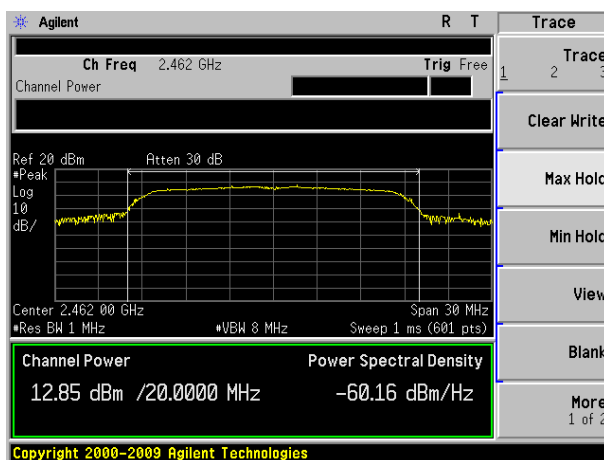 Agilent R T Trace
Ch Freq 2.462 GHz Trig Free
Channel Power
Trace
1 2 3
Clear Write
Max Hold
Min Hold
View
Blank
More
1 of 2
Ref 20 dBm Atten 30 dB
#Peak
Log
10
dB/
Center 2.462 00 GHz Span 30 MHz
#Res BW 1 MHz #VBW 8 MHz Sweep 1 ms (601 pts)
Channel Power Power Spectral Density
12.85 dBm /20.0000 MHz -60.16 dBm/Hz
Copyright 2000-2009 Agilent Technologies